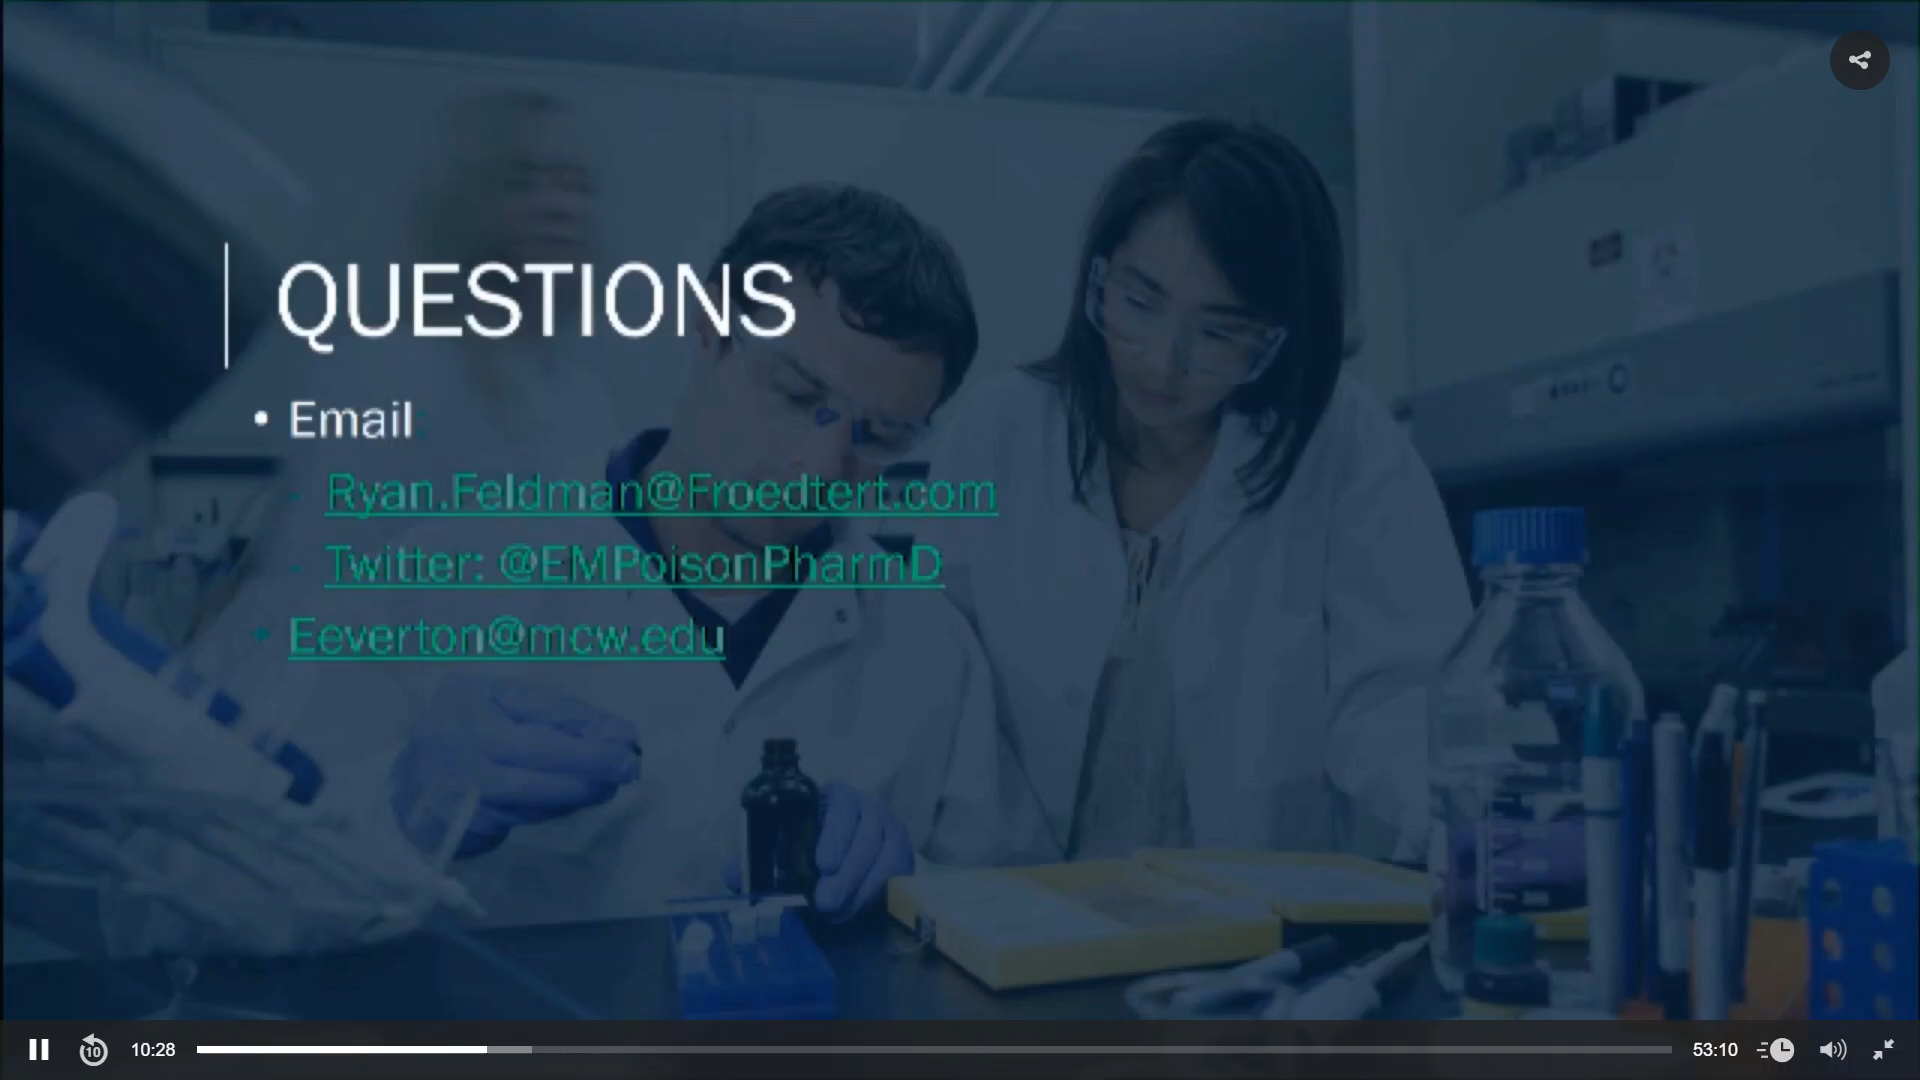 QUESTIONS
• Email
- Ryan.Feldman@Froedtert.com
- Twitter: @EMPoisonPharmD
• Eeverton@mcw.edu
10
10:28
53:10